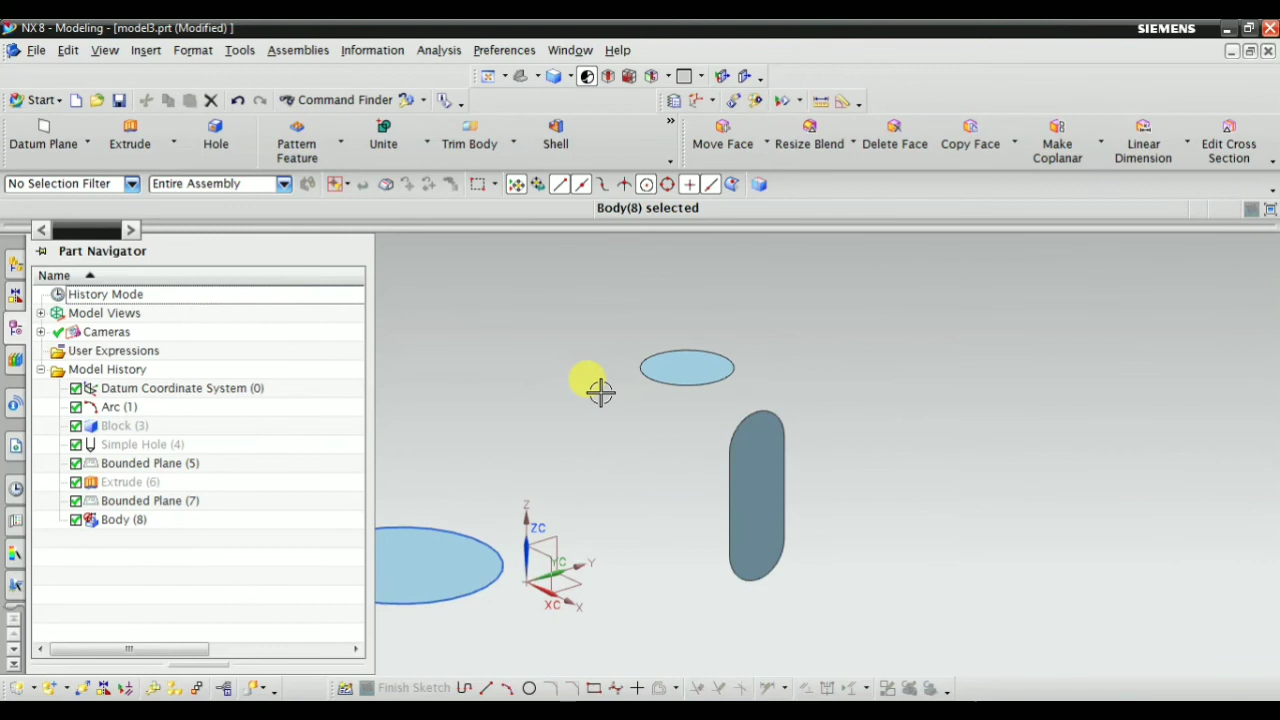 NX 8 - Modeling - [model3.prt (Modified) ]
SIEMENS
File Edit View Insert Format Tools Assemblies Information Analysis Preferences Window Help
Start
Command Finder
Datum Plane
Extrude
Hole
Pattern Feature
Unite
Trim Body
Shell
Move Face
Resize Blend
Delete Face
Copy Face
Make Coplanar
Linear Dimension
Edit Cross Section
No Selection Filter
Entire Assembly
Body(8) selected
Part Navigator
Name
History Mode
Model Views
Cameras
User Expressions
Model History
Datum Coordinate System (0)
Arc (1)
Block (3)
Simple Hole (4)
Bounded Plane (5)
Extrude (6)
Bounded Plane (7)
Body (8)
Z
ZC
YC
Y
XC
X
Finish Sketch